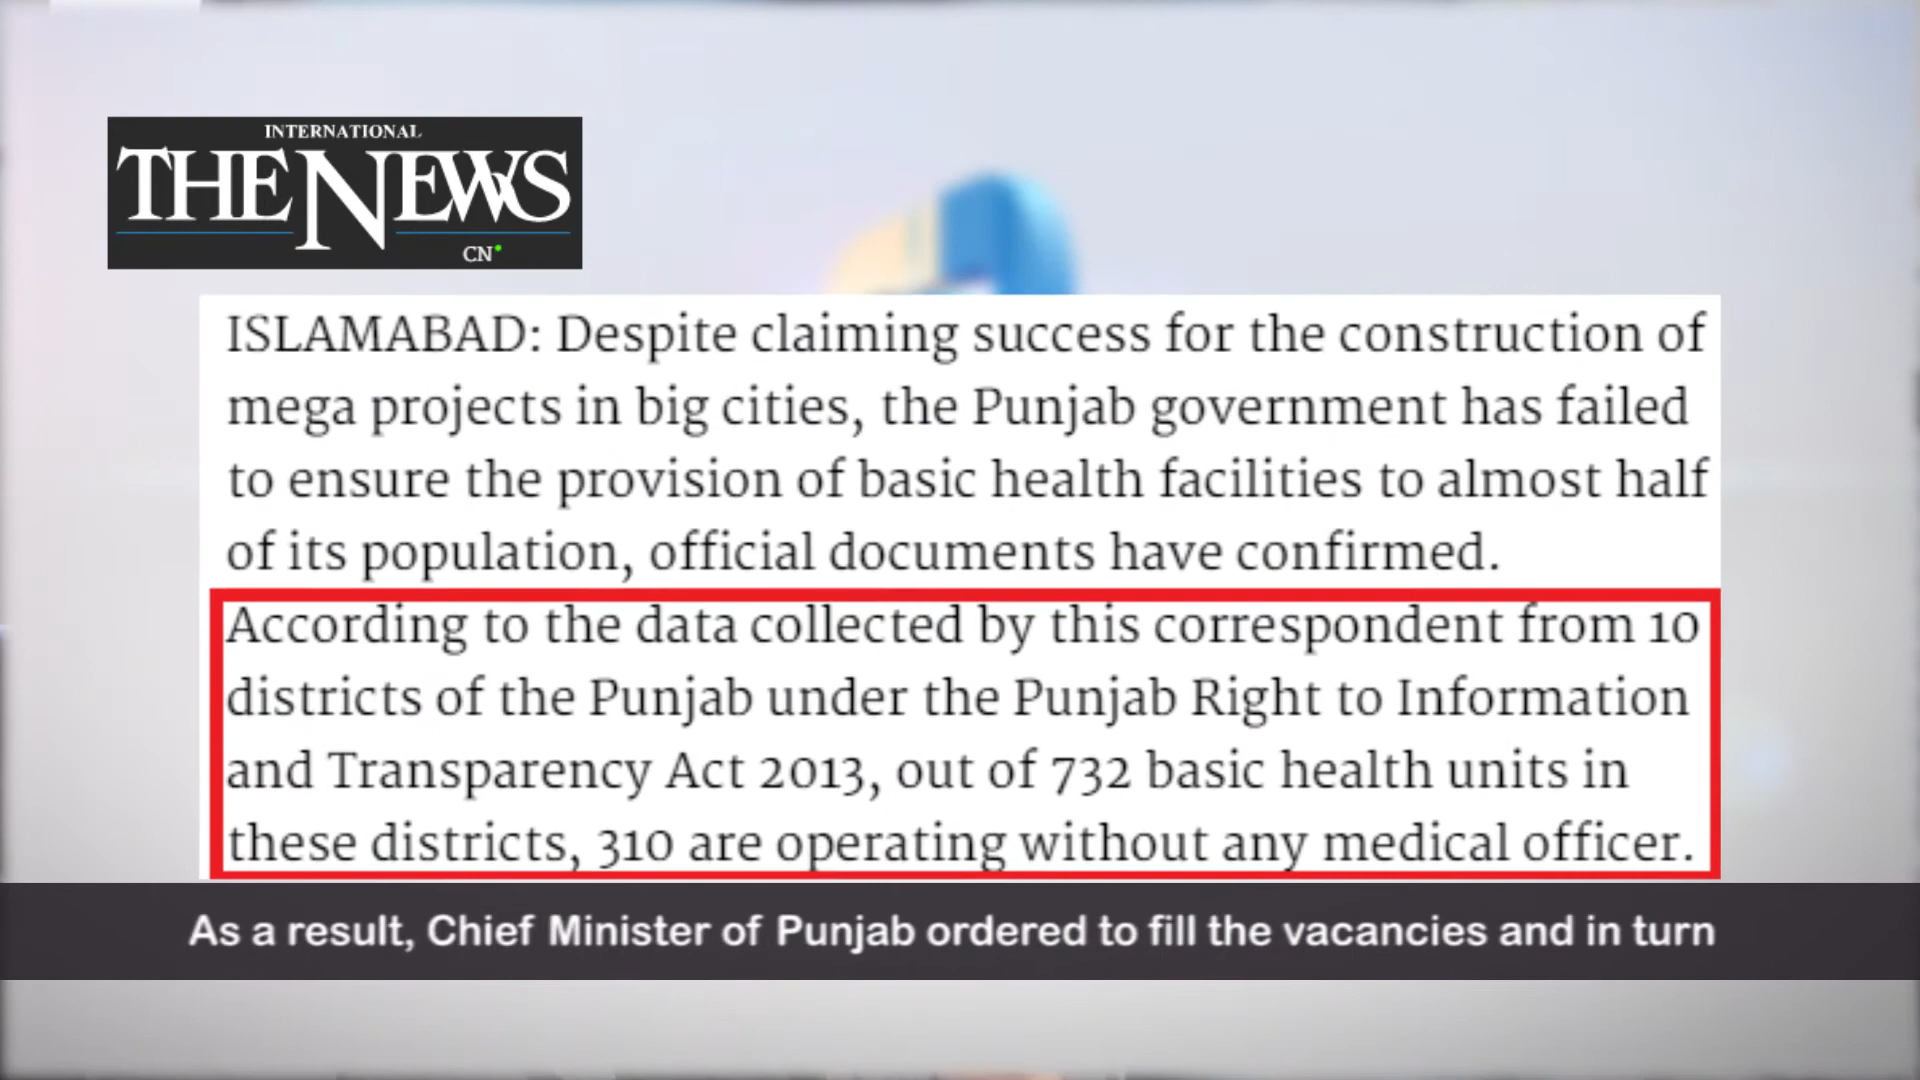 INTERNATIONAL
THE NEWS
CN
ISLAMABAD: Despite claiming success for the construction of
mega projects in big cities, the Punjab government has failed
to ensure the provision of basic health facilities to almost half
of its population, official documents have confirmed.
According to the data collected by this correspondent from 10
districts of the Punjab under the Punjab Right to Information
and Transparency Act 2013, out of 732 basic health units in
these districts, 310 are operating without any medical officer.
As a result, Chief Minister of Punjab ordered to fill the vacancies and in turn